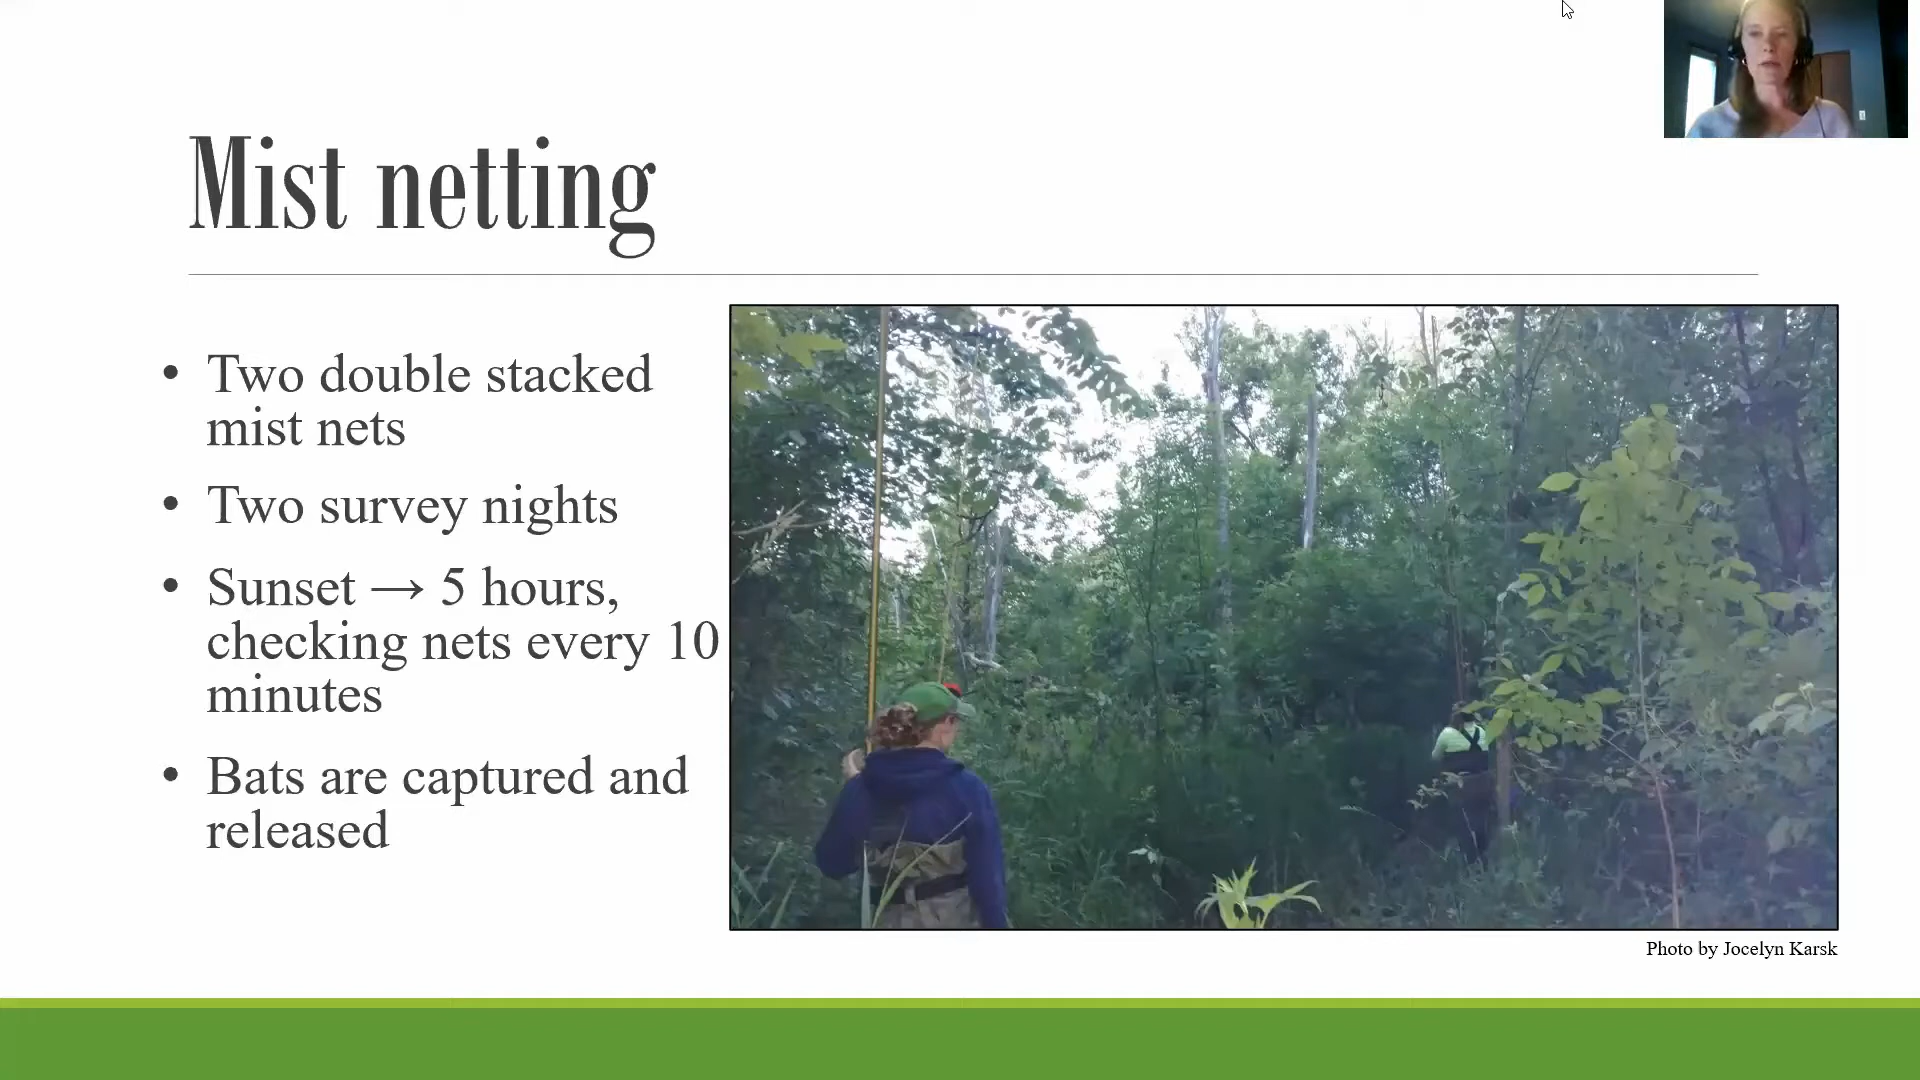 Mist netting
• Two double stacked
mist nets
• Two survey nights
• Sunset → 5 hours,
checking nets every 10
minutes
• Bats are captured and
released
Photo by Jocelyn Karsk